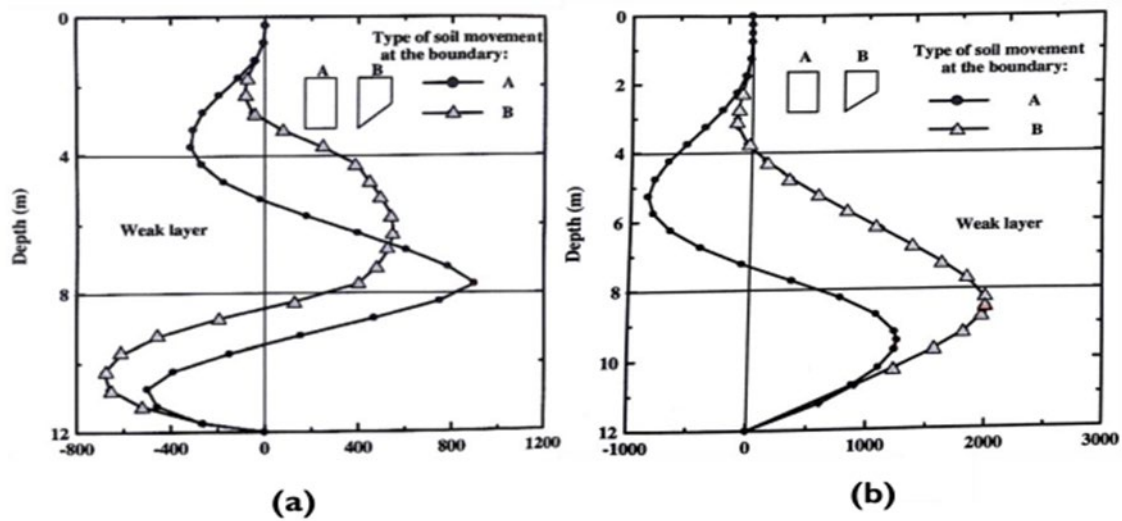 0
4
8
12
Depth (m)
-800
-400
0
400
800
1200
Type of soil movement
at the boundary:
A B
A
B
Weak layer
(a)
0
2
4
6
8
10
12
Depth (m)
-1000
0
1000
2000
3000
Type of soil movement
at the boundary:
A B
A
B
Weak layer
(b)